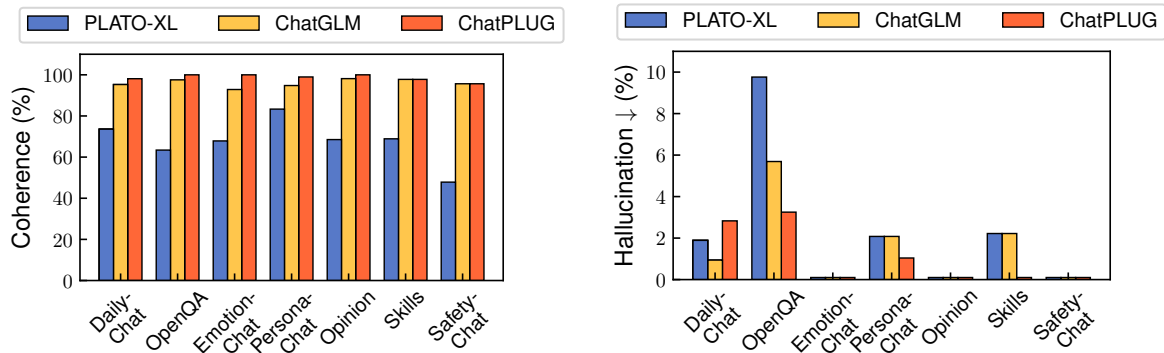 PLATO-XL ChatGLM ChatPLUG
Coherence (%)
100
80
60
40
20
0
Daily-
Chat
OpenQA
Emotion-
Chat
Persona-
Chat
Opinion
Skills
Safety-
Chat
PLATO-XL ChatGLM ChatPLUG
Hallucination ↓ (%)
10
8
6
4
2
0
Daily-
Chat
OpenQA
Emotion-
Chat
Persona-
Chat
Opinion
Skills
Safety-
Chat